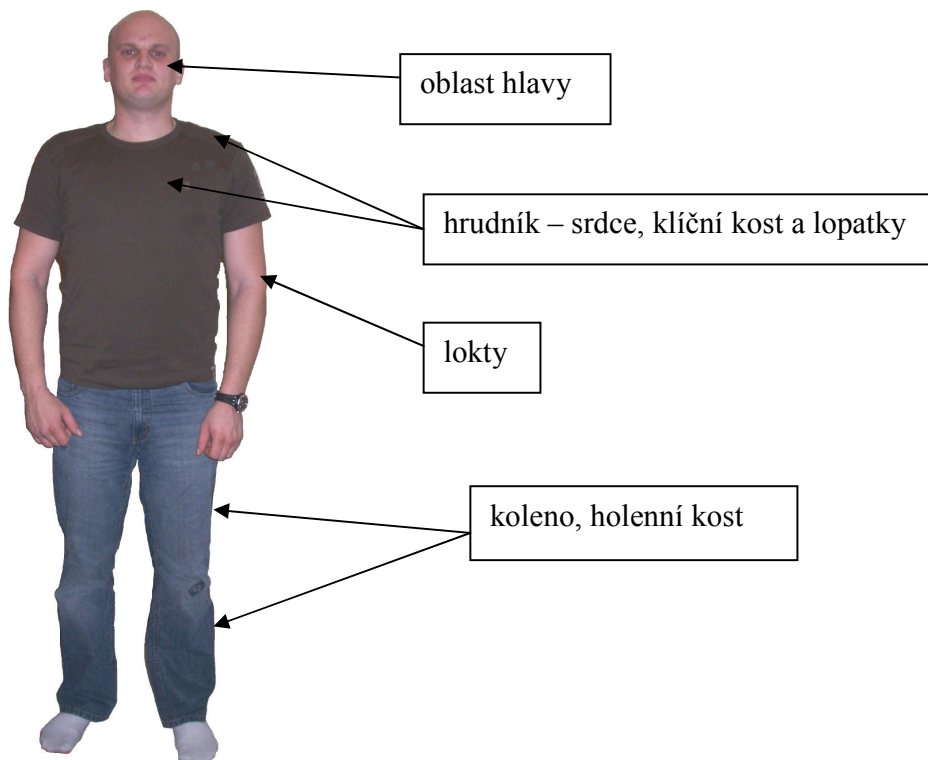 oblast hlavy
hrudník – srdce, klíční kost a lopatky
lokty
koleno, holenní kost